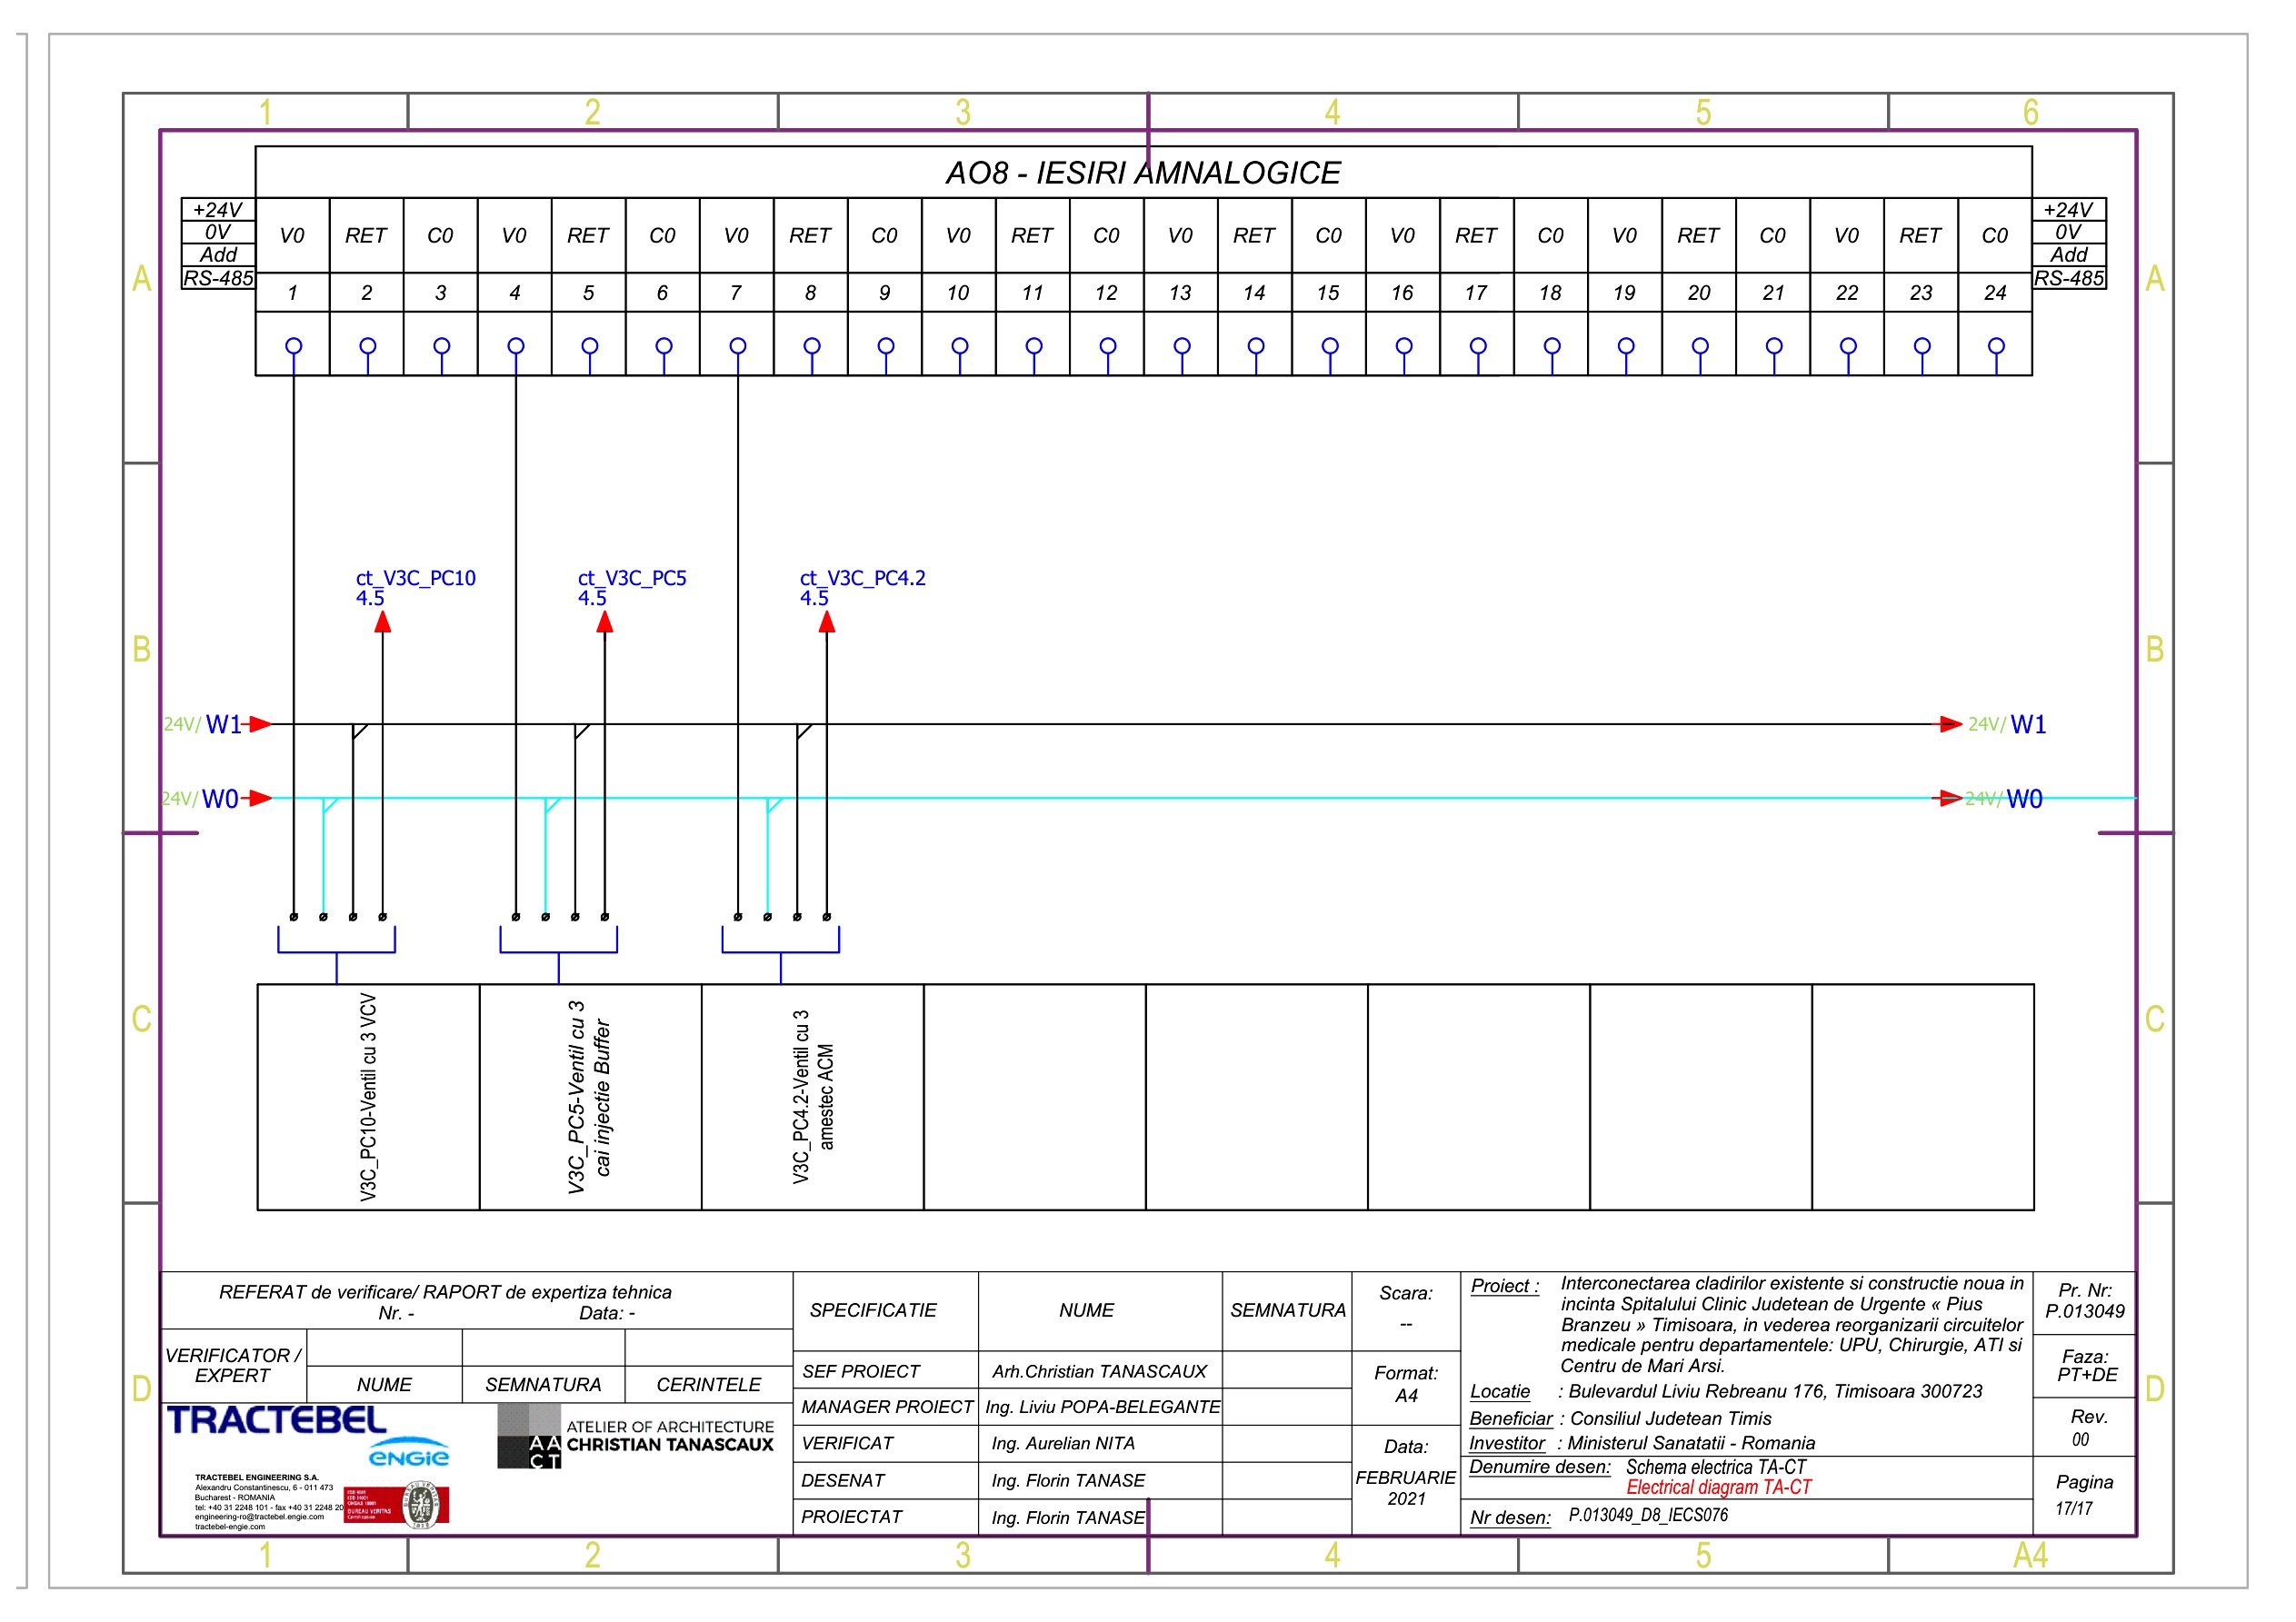 1 2 3 4 5 6
AO8 - IESIRI AMNALOGICE
+24V
0V
Add
RS-485
V0 RET C0 V0 RET C0 V0 RET C0 V0 RET C0 V0 RET C0 V0 RET C0 V0 RET C0 V0 RET C0
+24V
0V
Add
RS-485
1 2 3 4 5 6 7 8 9 10 11 12 13 14 15 16 17 18 19 20 21 22 23 24
A A
ct_V3C_PC10
4.5
ct_V3C_PC5
4.5
ct_V3C_PC4.2
4.5
B B
24V/ W1 24V/ W1
24V/ W0 24V/ W0
C C
V3C_PC10-Ventil cu 3 VCV
V3C_PC5-Ventil cu 3
cai injectie Buffer
V3C_PC4.2-Ventil cu 3
amestec ACM
D D
REFERAT de verificare/ RAPORT de expertiza tehnica
Nr. - Data: -
VERIFICATOR /
EXPERT
NUME SEMNATURA CERINTELE
TRACTEBEL
ENGIE
TRACTEBEL ENGINEERING S.A.
Alexandru Constantinescu, 6 - 011 473
Bucharest - ROMANIA
tel: +40 31 2248 101 - fax +40 31 2248 20
engineering-ro@tractebel.engie.com
tractebel-engie.com
AA
CT
ATELIER OF ARCHITECTURE
CHRISTIAN TANASCAUX
SPECIFICATIE NUME SEMNATURA
SEF PROIECT Arh.Christian TANASCAUX
MANAGER PROIECT Ing. Liviu POPA-BELEGANTE
VERIFICAT Ing. Aurelian NITA
DESENAT Ing. Florin TANASE
PROIECTAT Ing. Florin TANASE
Scara:
--
Format:
A4
Data:
FEBRUARIE
2021
Proiect : Interconectarea cladirilor existente si constructie noua in
incinta Spitalului Clinic Judetean de Urgente « Pius
Branzeu » Timisoara, in vederea reorganizarii circuitelor
medicale pentru departamentele: UPU, Chirurgie, ATI si
Centru de Mari Arsi.
Locatie : Bulevardul Liviu Rebreanu 176, Timisoara 300723
Beneficiar : Consiliul Judetean Timis
Investitor : Ministerul Sanatatii - Romania
Denumire desen: Schema electrica TA-CT
Electrical diagram TA-CT
Nr desen: P.013049_D8_IECS076
Pr. Nr:
P.013049
Faza:
PT+DE
Rev.
00
Pagina
17/17
1 2 3 4 5 A4